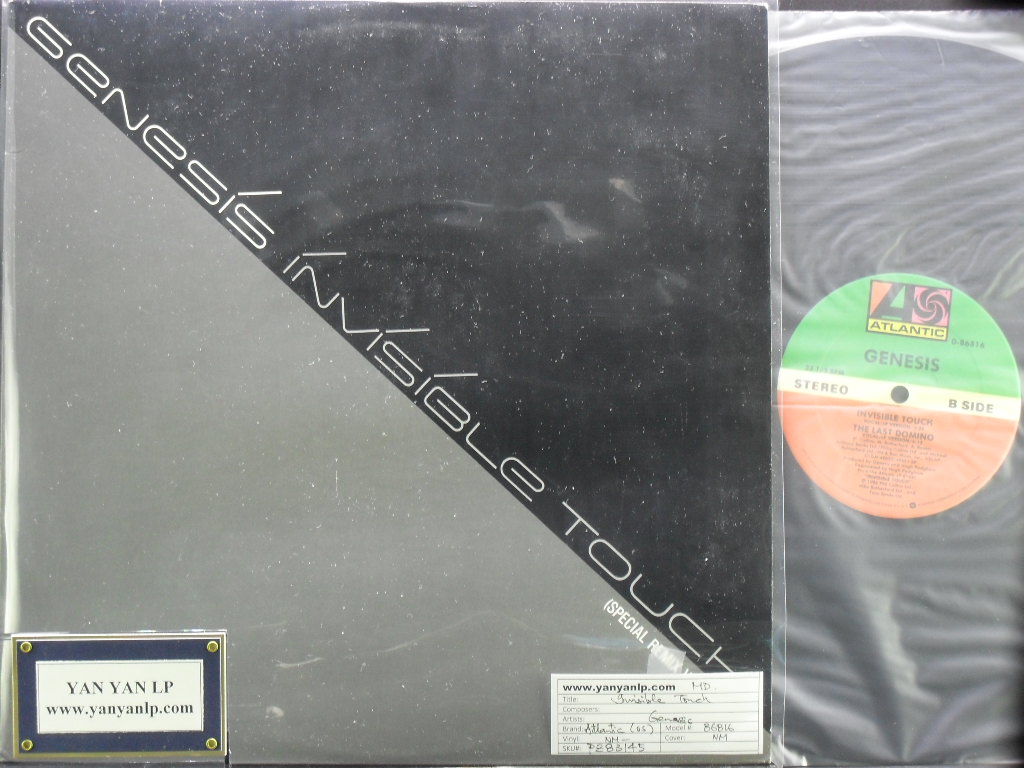 GENESIS INVISIBLE TOUCH
(SPECIAL
ATLANTIC
0-86816
GENESIS
STEREO
B SIDE
INVISIBLE TOUCH
THE LAST DOMINO
YAN YAN LP
www.yanyanlp.com
www.yanyanlp.com MD.
Title: Invisible Touch
Composers:
Artists: Genesis
Brand: Atlantic (US) Model #: 86816
Vinyl: NM- Cover: NM
SKU#: PE83145